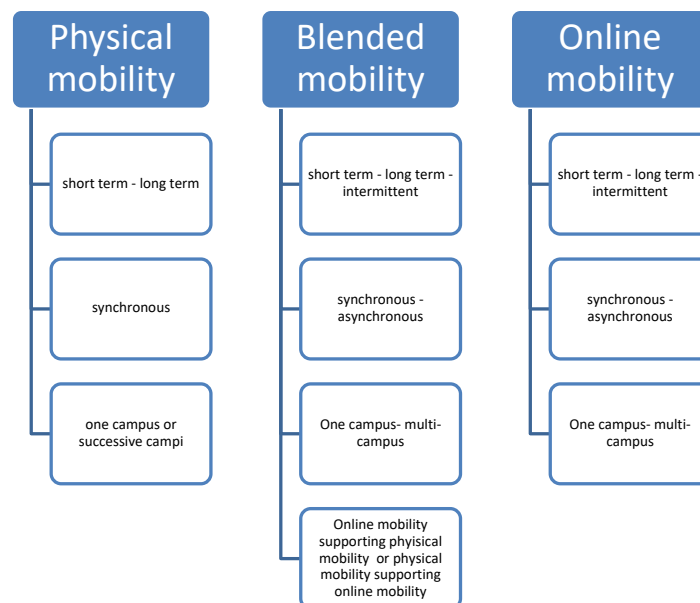 Physical
mobility
short term - long term
synchronous
one campus or
successive campi
Blended
mobility
short term - long term -
intermittent
synchronous -
asynchronous
One campus- multi-
campus
Online mobility
supporting phyisical
mobility or physical
mobility supporting
online mobility
Online
mobility
short term - long term -
intermittent
synchronous -
asynchronous
One campus- multi-
campus